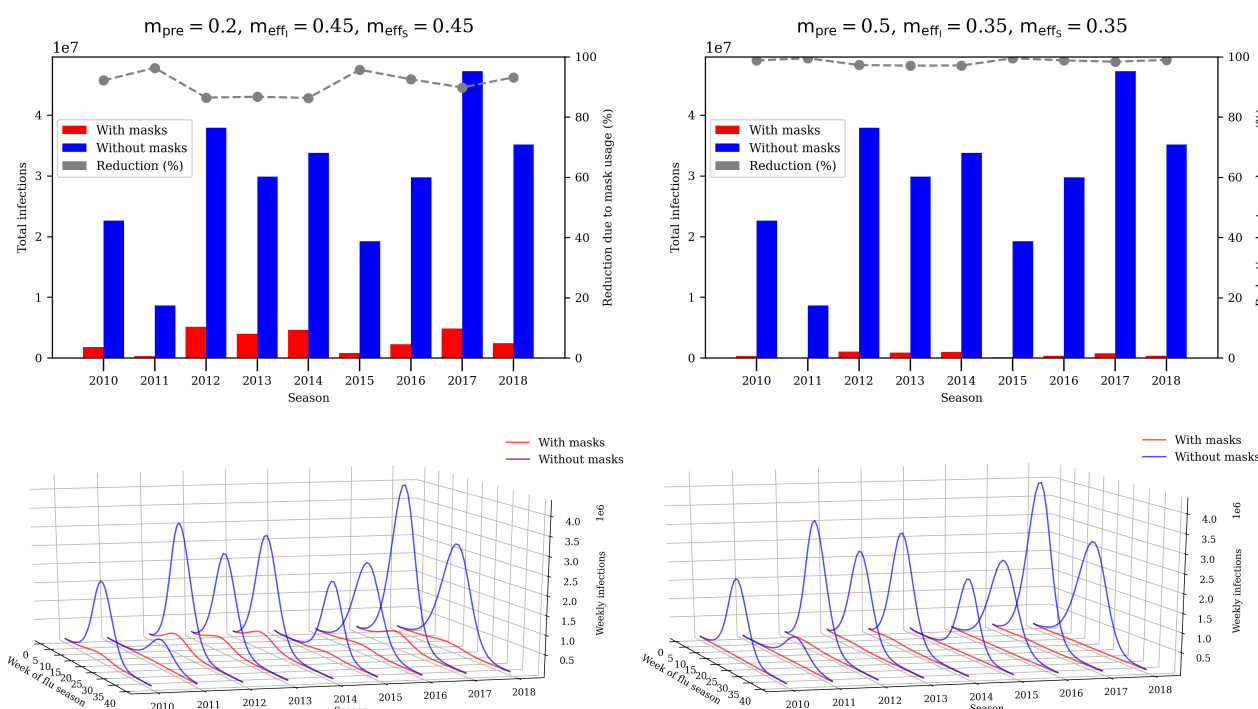 m_pre = 0.2, m_eff_I = 0.45, m_eff_S = 0.45
1e7
100
80
60
40
20
0
4
3
2
1
0
Total infections
Reduction due to mask usage (%)
With masks
Without masks
Reduction (%)
2010 2011 2012 2013 2014 2015 2016 2017 2018
Season
m_pre = 0.5, m_eff_I = 0.35, m_eff_S = 0.35
1e7
100
80
60
40
20
0
4
3
2
1
0
Total infections
With masks
Without masks
Reduction (%)
2010 2011 2012 2013 2014 2015 2016 2017 2018
Season
With masks
Without masks
1e6
4.0
3.5
3.0
2.5
2.0
1.5
1.0
0.5
Weekly infections
0 5 10 15 20 25 30 35 40
Week of flu season
2010 2011 2012 2013 2014 2015 2016 2017 2018
Season
With masks
Without masks
1e6
4.0
3.5
3.0
2.5
2.0
1.5
1.0
0.5
Weekly infections
0 5 10 15 20 25 30 35 40
Week of flu season
2010 2011 2012 2013 2014 2015 2016 2017 2018
Season